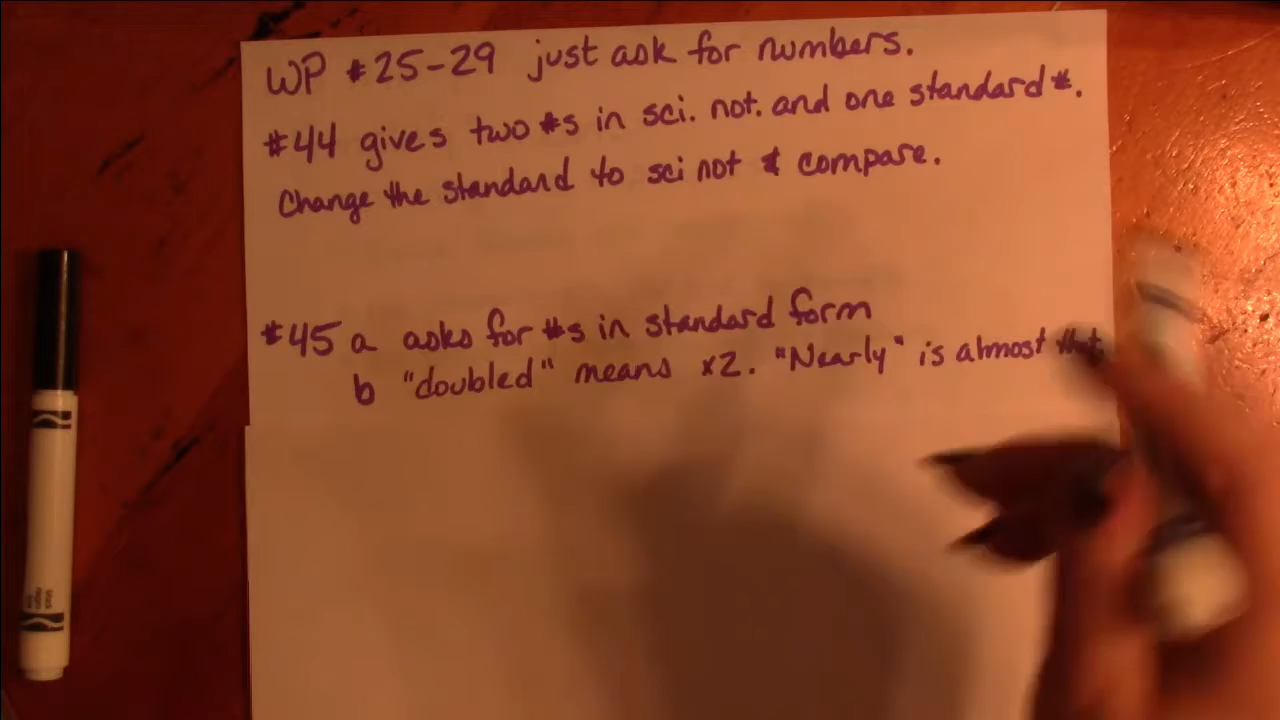 WP #25-29 just ask for numbers.
#44 gives two #s in sci. not. and one standard #.
Change the standard to sci not & compare.
#45 a asks for #s in standard form
b "doubled" means x2. "Nearly" is almost that